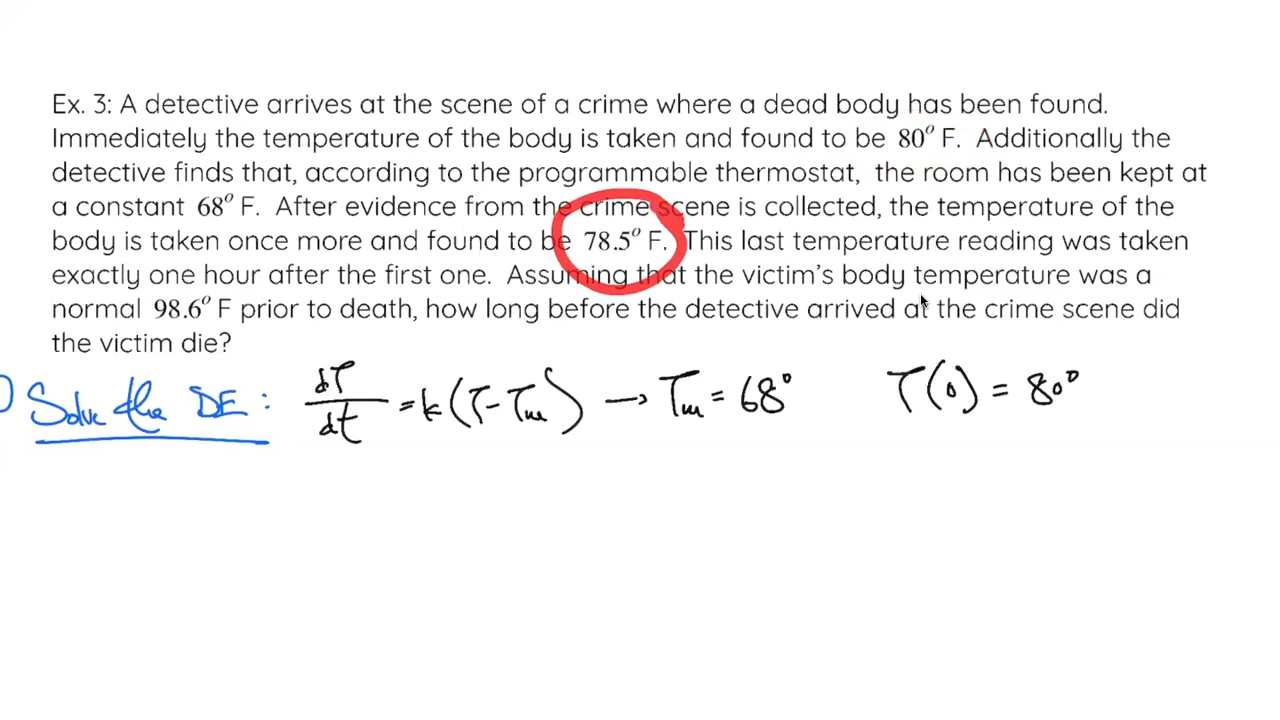 Ex. 3: A detective arrives at the scene of a crime where a dead body has been found.
Immediately the temperature of the body is taken and found to be 80° F. Additionally the
detective finds that, according to the programmable thermostat, the room has been kept at
a constant 68° F. After evidence from the crime scene is collected, the temperature of the
body is taken once more and found to be 78.5° F. This last temperature reading was taken
exactly one hour after the first one. Assuming that the victim's body temperature was a
normal 98.6° F prior to death, how long before the detective arrived at the crime scene did
the victim die?
Solve the DE: dT/dt = k(T-Tm) → Tm = 68° T(0) = 80°